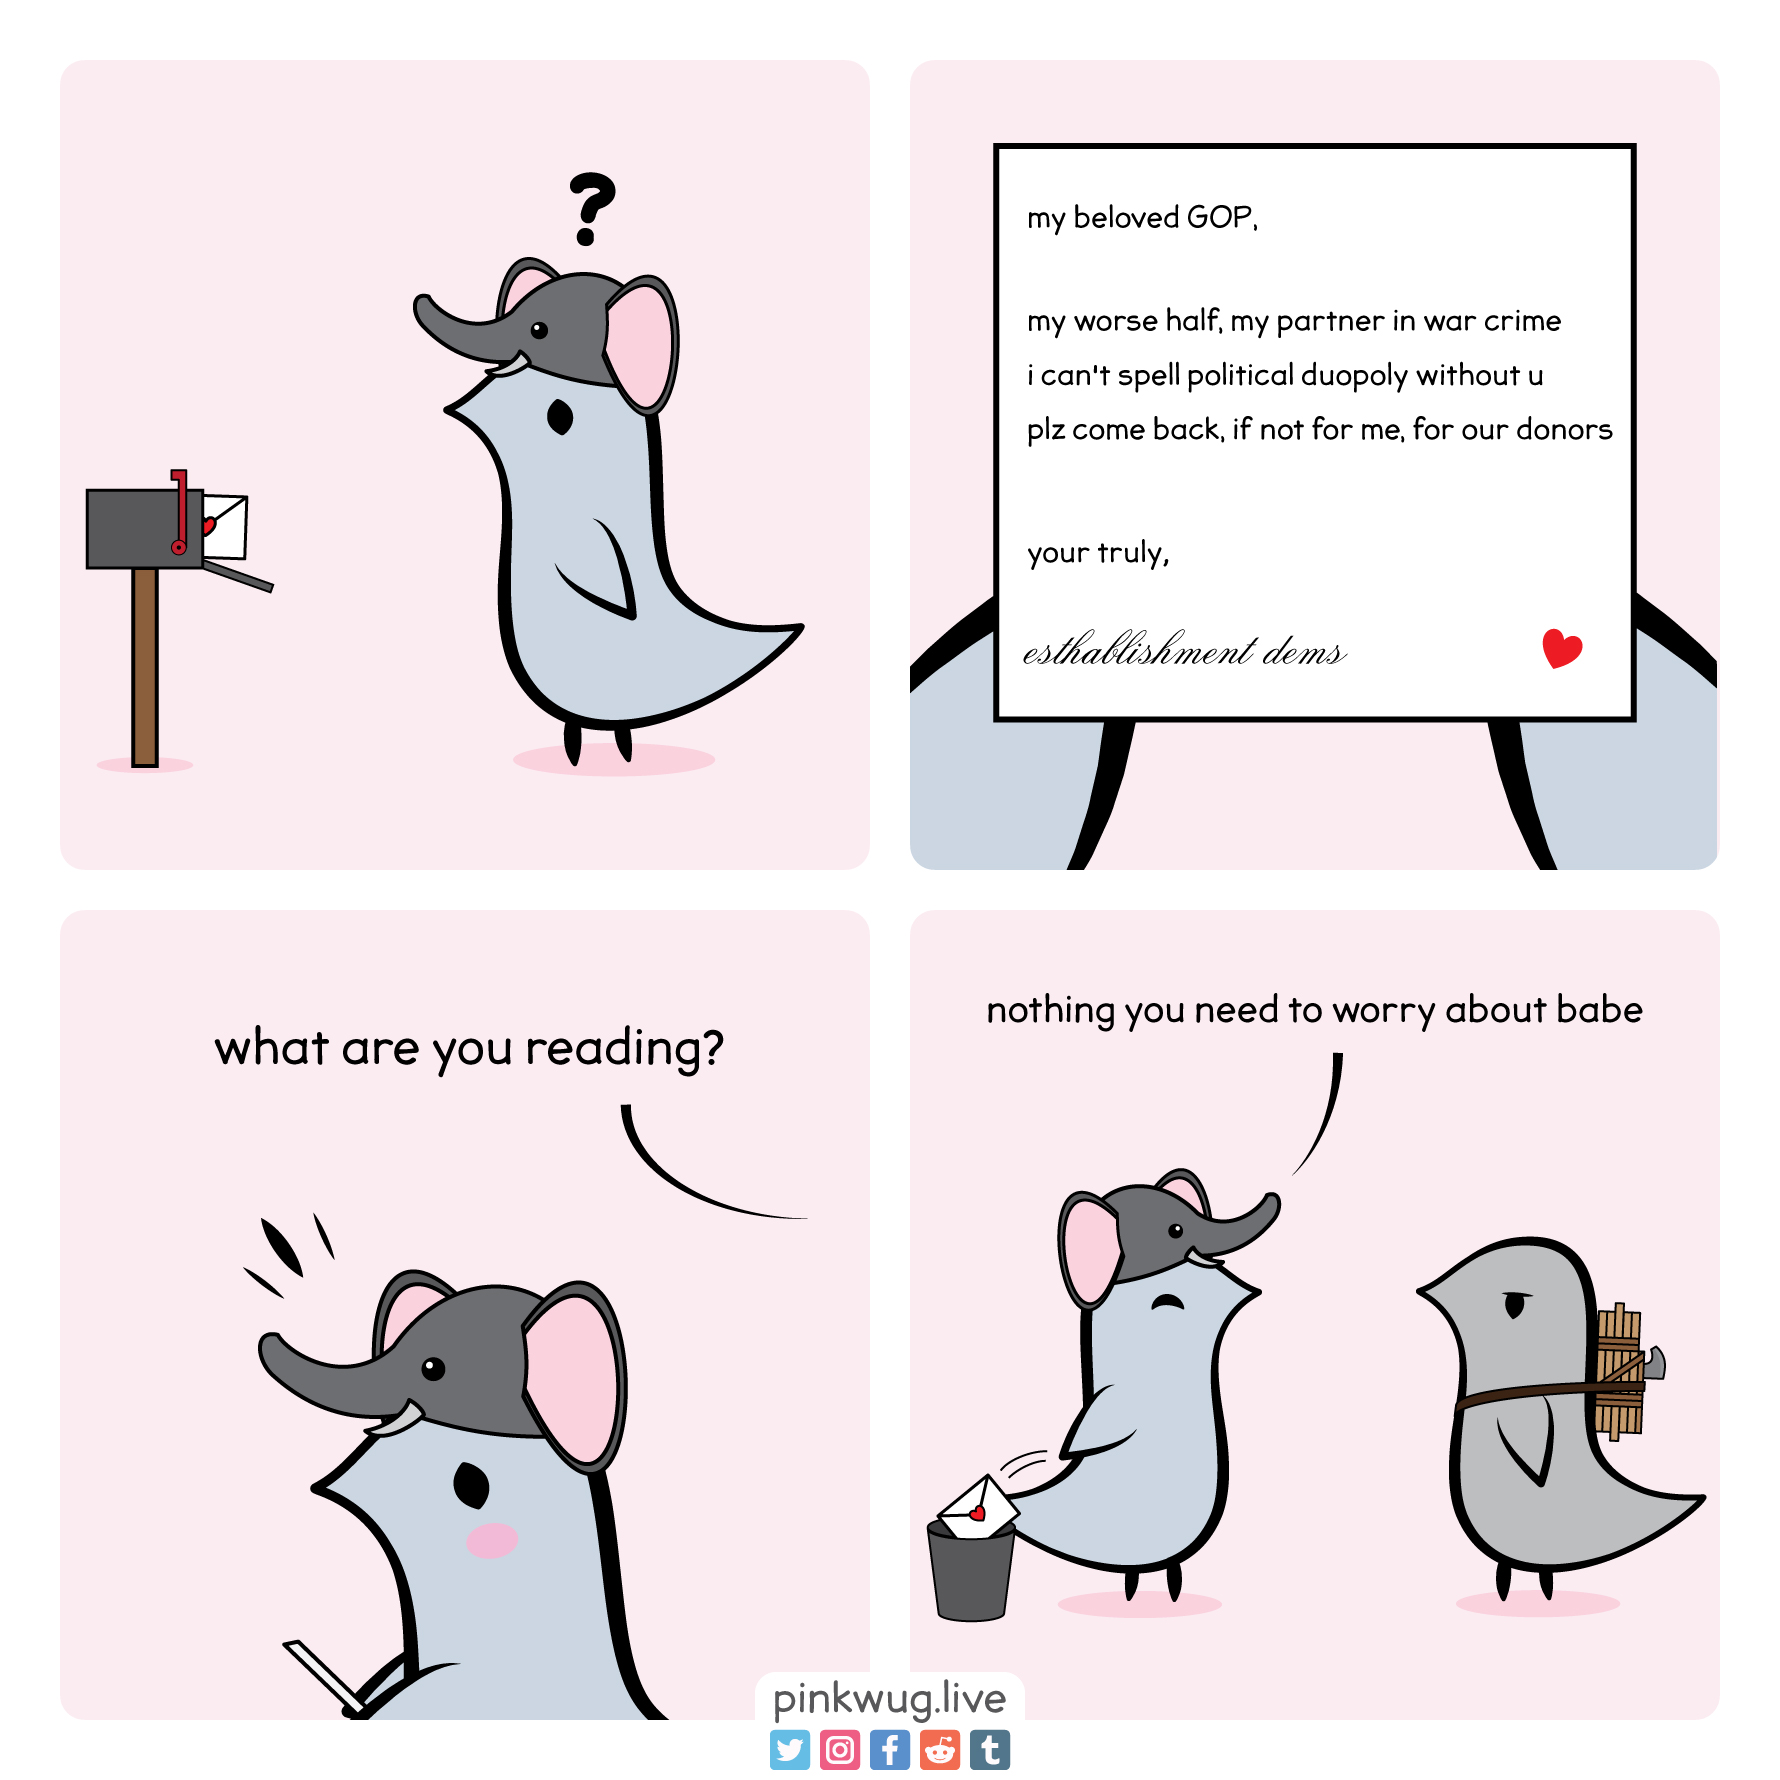 ?
my beloved GOP,
my worse half, my partner in war crime
i can't spell political duopoly without u
plz come back, if not for me, for our donors
your truly,
esthablishment dems
what are you reading?
nothing you need to worry about babe
pinkwug.live